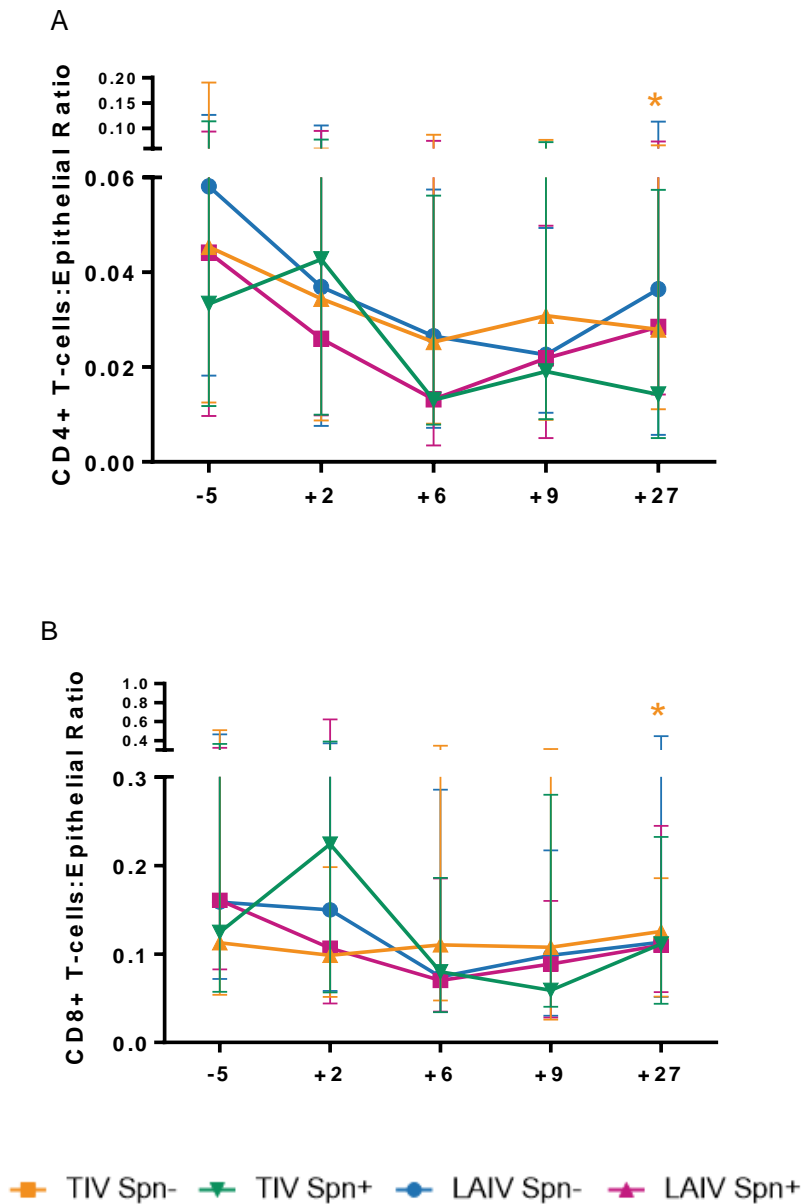 A
CD4+ T-cells:Epithelial Ratio
0.20
0.15
0.10
*
0.06
0.04
0.02
0.00
-5 +2 +6 +9 +27
B
CD8+ T-cells:Epithelial Ratio
1.0
0.8
0.6
0.4
*
0.3
0.2
0.1
0.0
-5 +2 +6 +9 +27
TIV Spn- TIV Spn+ LAIV Spn- LAIV Spn+